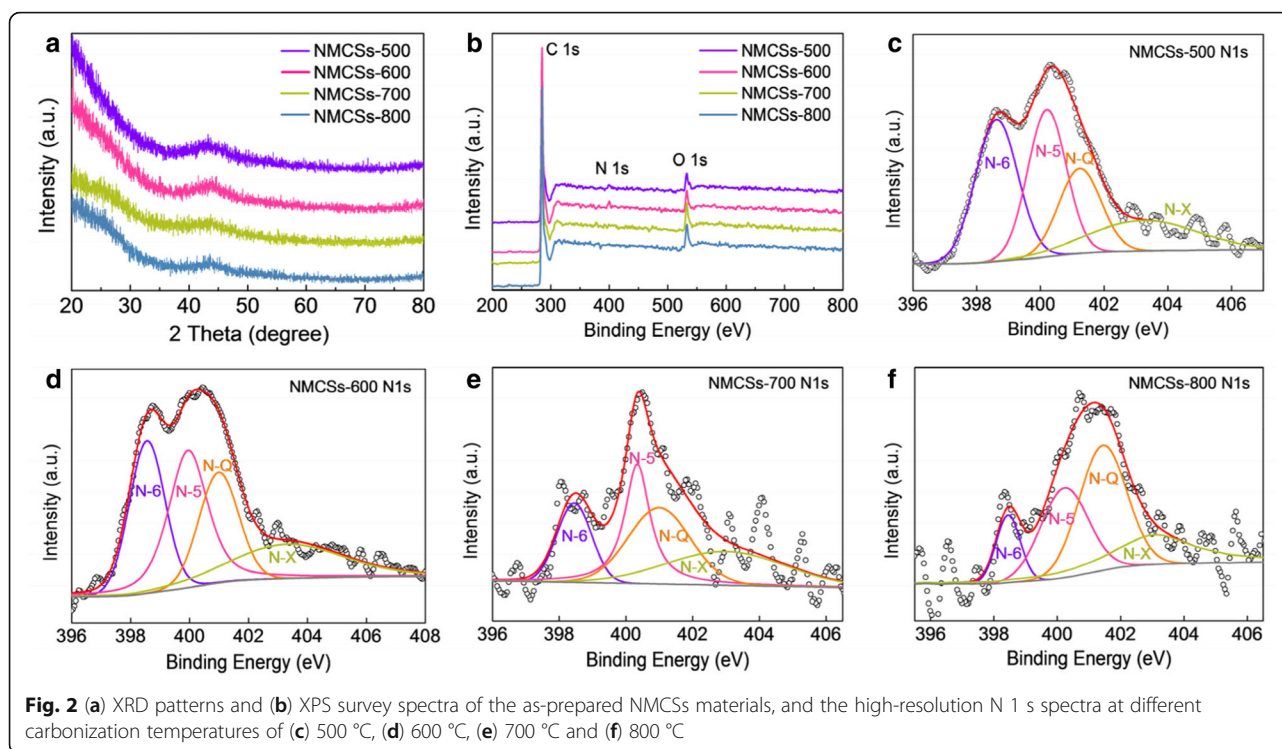 a
NMCSs-500
NMCSs-600
NMCSs-700
NMCSs-800
Intensity (a.u.)
20 30 40 50 60 70 80
2 Theta (degree)
b
C 1s
NMCSs-500
NMCSs-600
NMCSs-700
NMCSs-800
N 1s
O 1s
Intensity (a.u.)
200 300 400 500 600 700 800
Binding Energy (eV)
c
NMCSs-500 N1s
N-6
N-5
N-Q
N-X
Intensity (a.u.)
396 398 400 402 404 406
Binding Energy (eV)
d
NMCSs-600 N1s
N-6
N-5
N-Q
N-X
Intensity (a.u.)
396 398 400 402 404 406 408
Binding Energy (eV)
e
NMCSs-700 N1s
N-6
N-5
N-Q
N-X
Intensity (a.u.)
396 398 400 402 404 406
Binding Energy (eV)
f
NMCSs-800 N1s
N-6
N-5
N-Q
N-X
Intensity (a.u.)
396 398 400 402 404 406
Binding Energy (eV)
Fig. 2 (a) XRD patterns and (b) XPS survey spectra of the as-prepared NMCSs materials, and the high-resolution N 1 s spectra at different
carbonization temperatures of (c) 500 °C, (d) 600 °C, (e) 700 °C and (f) 800 °C